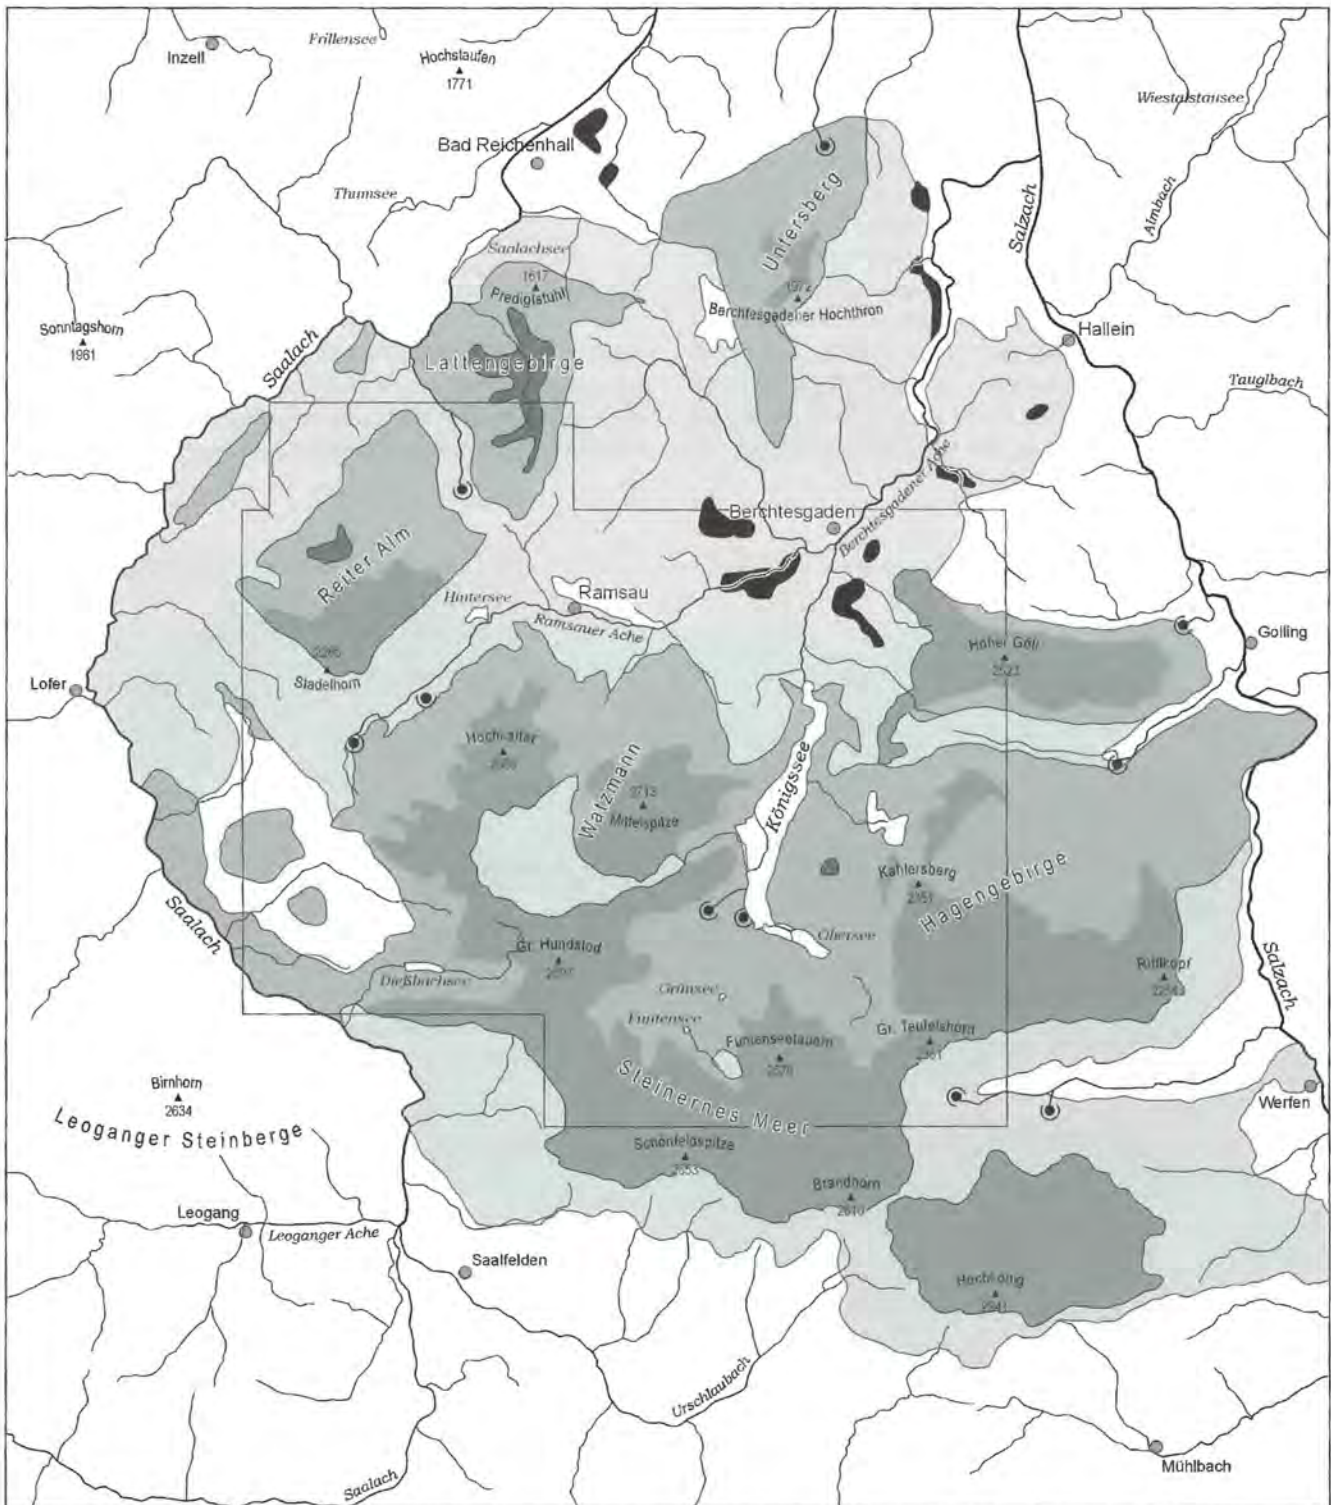 Inzell
Frillensee
Hochstaufen
1771
Wiestalstausee
Bad Reichenhall
Thumsee
Untersberg
Salzach
Almbach
Saalachsee
1617
Predigtstuhl
1972
Berchtesgadener Hochthron
Sonntagshorn
1961
Saalach
Hallein
Lattengebirge
Tauglbach
Berchtesgadener Ache
Berchtesgaden
Reiter Alm
Hintersee
Ramsau
Ramsauer Ache
Golling
Hoher Göll
2522
Stadelhorn
Lofer
Hochkalter
Watzmann
2713
Mittelspitze
Königssee
Kahlersberg
2351
Hagengebirge
Saalach
Obersee
Gr. Hundstod
Dießbachsee
Salzach
Grünsee
Funtensee
Funtenseetauern
2578
Gr. Teufelshorn
2361
Steinernes Meer
Birnhorn
2634
Leoganger Steinberge
Werfen
Schönfeldspitze
2653
Brandhorn
2610
Leogang
Leoganger Ache
Saalfelden
Hochkönig
2941
Urschlaubach
Saalach
Mühlbach